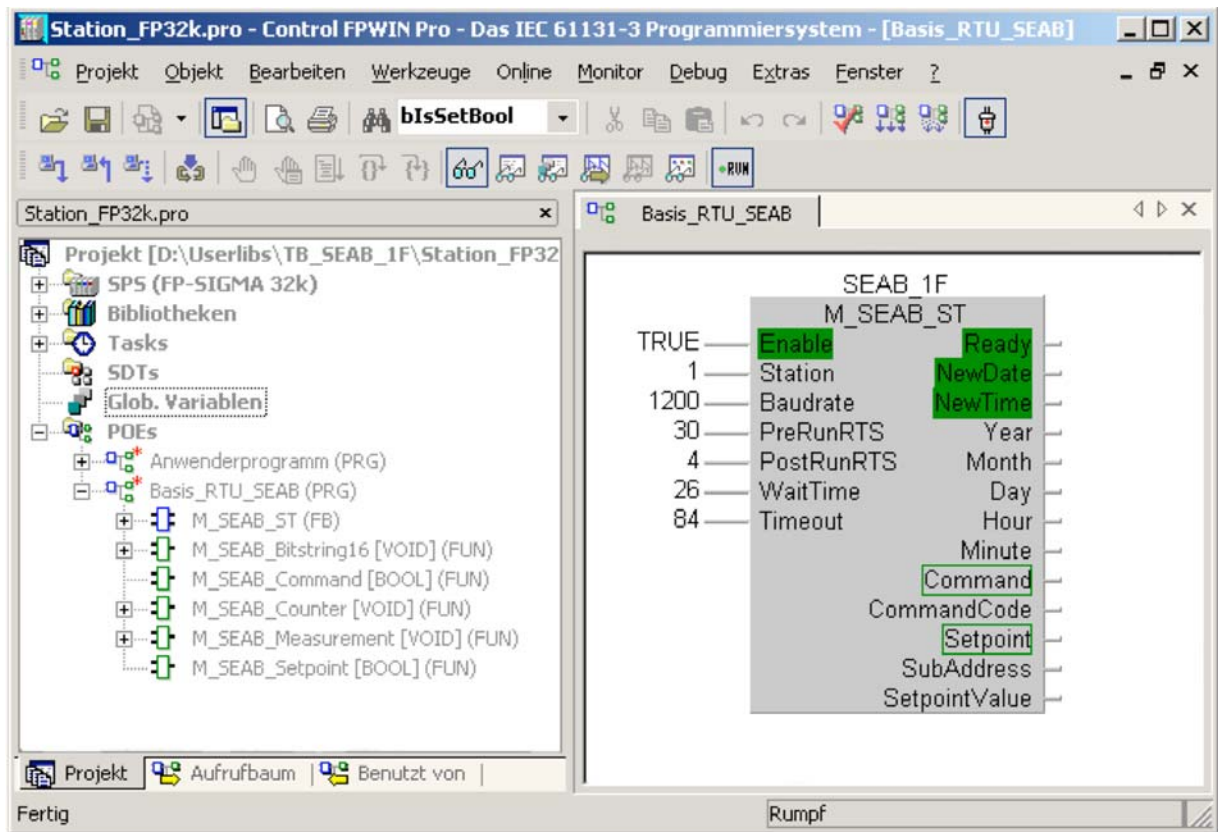 Station_FP32k.pro - Control FPWIN Pro - Das IEC 61131-3 Programmiersystem - [Basis_RTU_SEAB]
Projekt Objekt Bearbeiten Werkzeuge Online Monitor Debug Extras Fenster ?
bIsSetBool
RUN
Station_FP32k.pro
Projekt [D:\Userlibs\TB_SEAB_1F\Station_FP32
SPS (FP-SIGMA 32k)
Bibliotheken
Tasks
SDTs
Glob. Variablen
POEs
Anwenderprogramm (PRG)
Basis_RTU_SEAB (PRG)
M_SEAB_ST (FB)
M_SEAB_Bitstring16 [VOID] (FUN)
M_SEAB_Command [BOOL] (FUN)
M_SEAB_Counter [VOID] (FUN)
M_SEAB_Measurement [VOID] (FUN)
M_SEAB_Setpoint [BOOL] (FUN)
Projekt Aufrufbaum Benutzt von
Basis_RTU_SEAB
SEAB_1F
M_SEAB_ST
TRUE Enable Ready
1 Station NewDate
1200 Baudrate NewTime
30 PreRunRTS Year
4 PostRunRTS Month
26 WaitTime Day
84 Timeout Hour
Minute
Command
CommandCode
Setpoint
SubAddress
SetpointValue
Fertig Rumpf